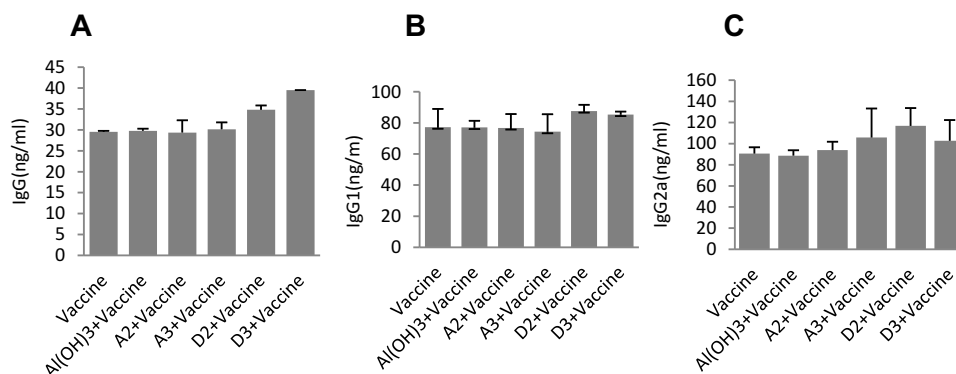 A
IgG(ng/ml)
45
40
35
30
25
20
15
10
5
0
Vaccine
Al(OH)3+Vaccine
A2+Vaccine
A3+Vaccine
D2+Vaccine
D3+Vaccine
B
IgG1(ng/m)
100
80
60
40
20
0
Vaccine
Al(OH)3+Vaccine
A2+Vaccine
A3+Vaccine
D2+Vaccine
D3+Vaccine
C
IgG2a(ng/ml)
160
140
120
100
80
60
40
20
0
Vaccine
Al(OH)3+Vaccine
A2+Vaccine
A3+Vaccine
D2+Vaccine
D3+Vaccine